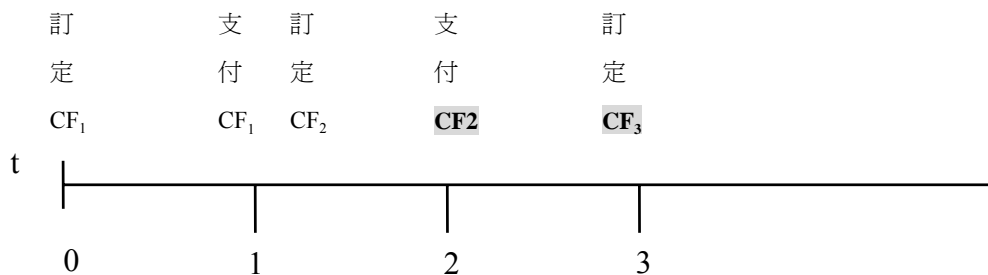 訂 支 訂 支 訂
定 付 定 付 定
CF₁ CF₁ CF₂ CF2 CF₃
t
0 1 2 3